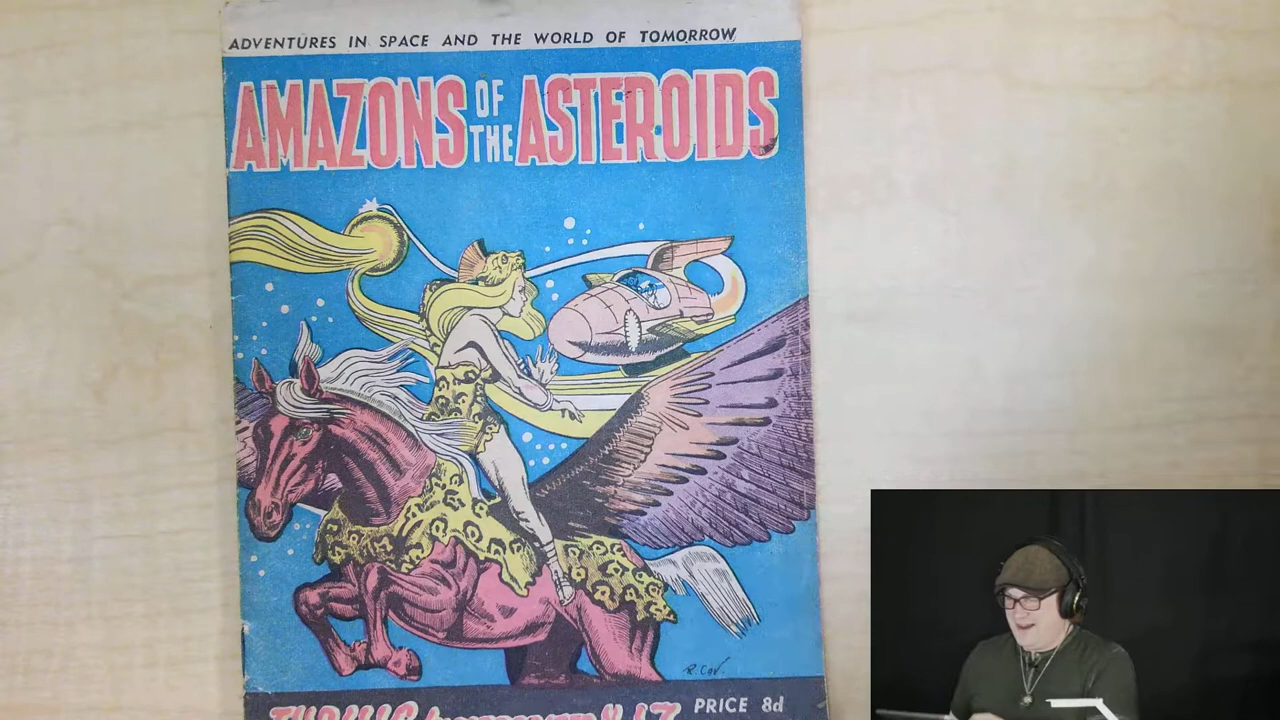 ADVENTURES IN SPACE AND THE WORLD OF TOMORROW
AMAZONS OF THE ASTEROIDS
R. Cox.
PRICE 8d